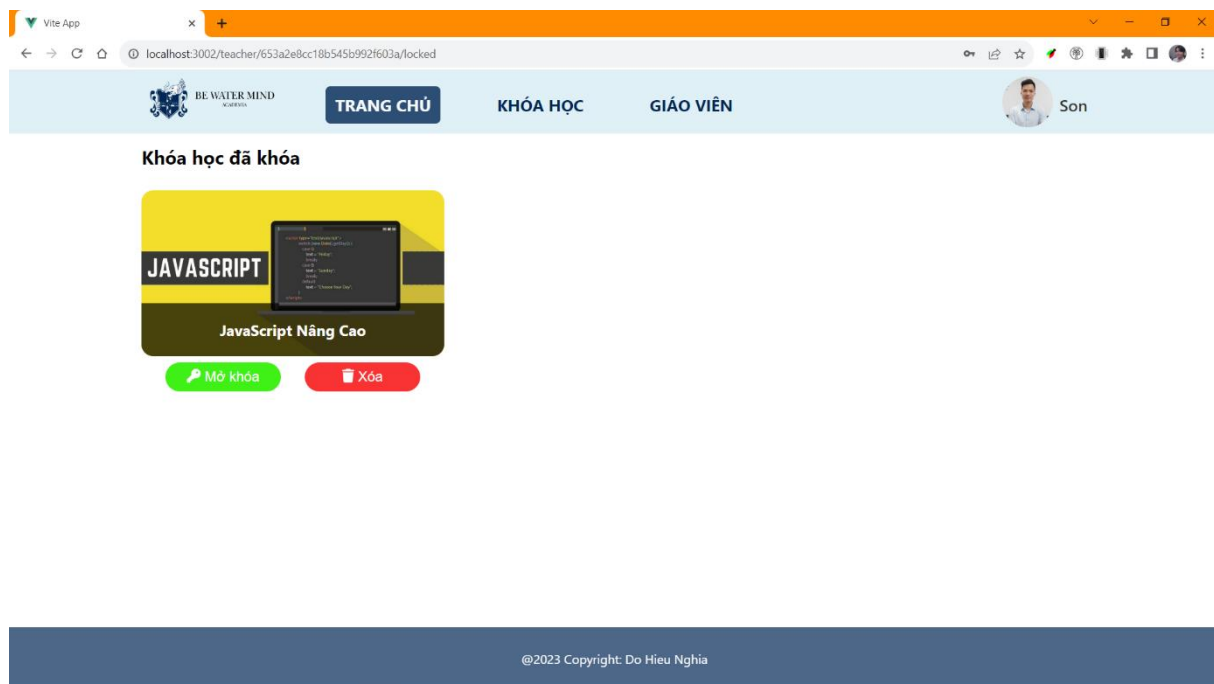 Vite App
localhost:3002/teacher/653a2e8cc18b545b992f603a/locked
BE WATER MIND
ACADEMIA
TRANG CHỦ
KHÓA HỌC
GIÁO VIÊN
Son
Khóa học đã khóa
JAVASCRIPT
JavaScript Nâng Cao
Mở khóa
Xóa
@2023 Copyright: Do Hieu Nghia